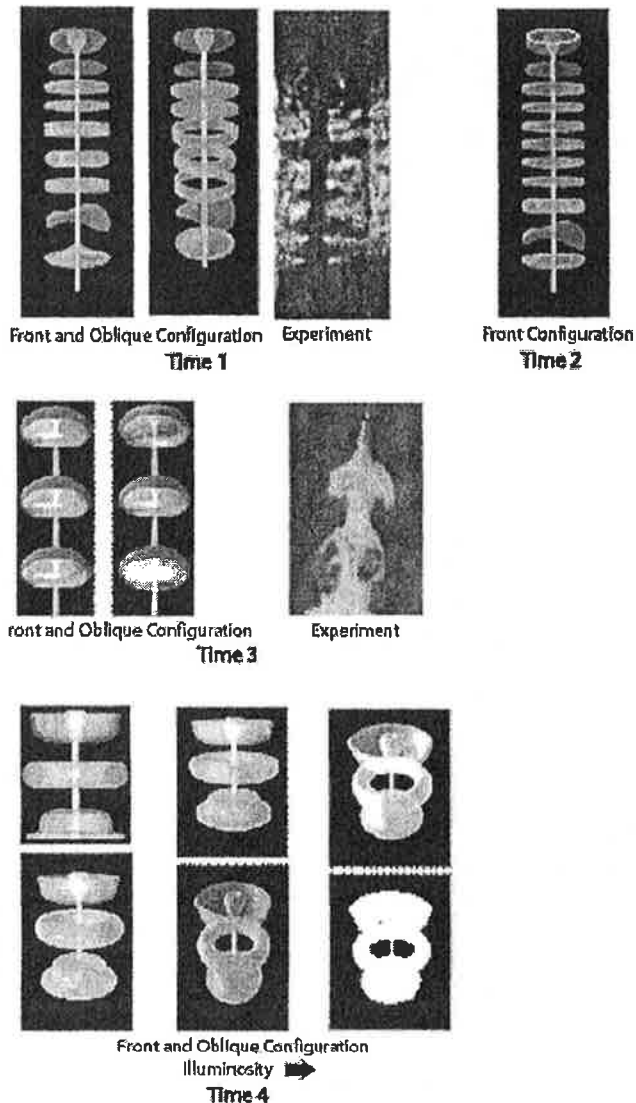 Front and Oblique Configuration Experiment
Time 1
Front Configuration
Time 2
ront and Oblique Configuration
Time 3
Experiment
Front and Oblique Configuration
Illuminosity
Time 4